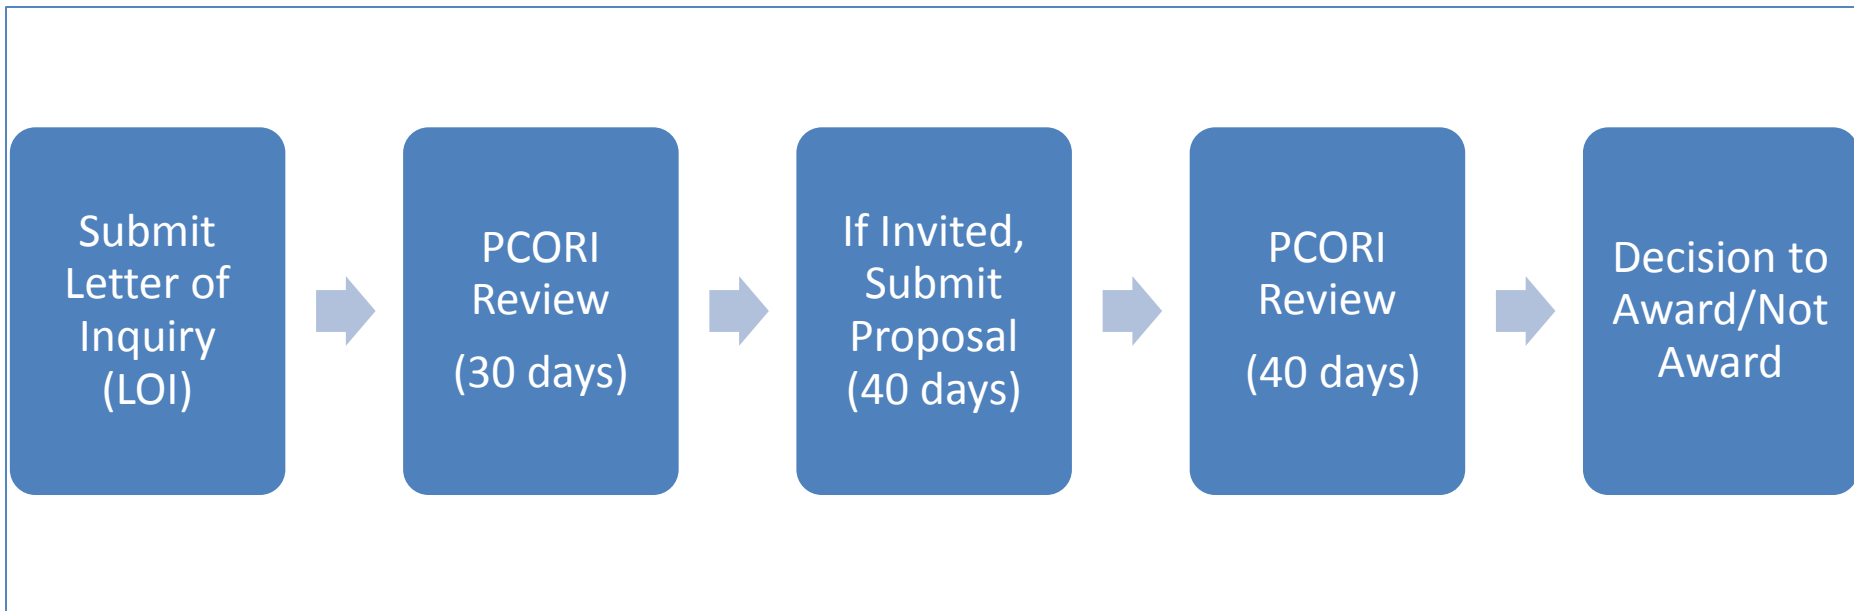 Submit
Letter of
Inquiry
(LOI)
PCORI
Review
(30 days)
If Invited,
Submit
Proposal
(40 days)
PCORI
Review
(40 days)
Decision to
Award/Not
Award